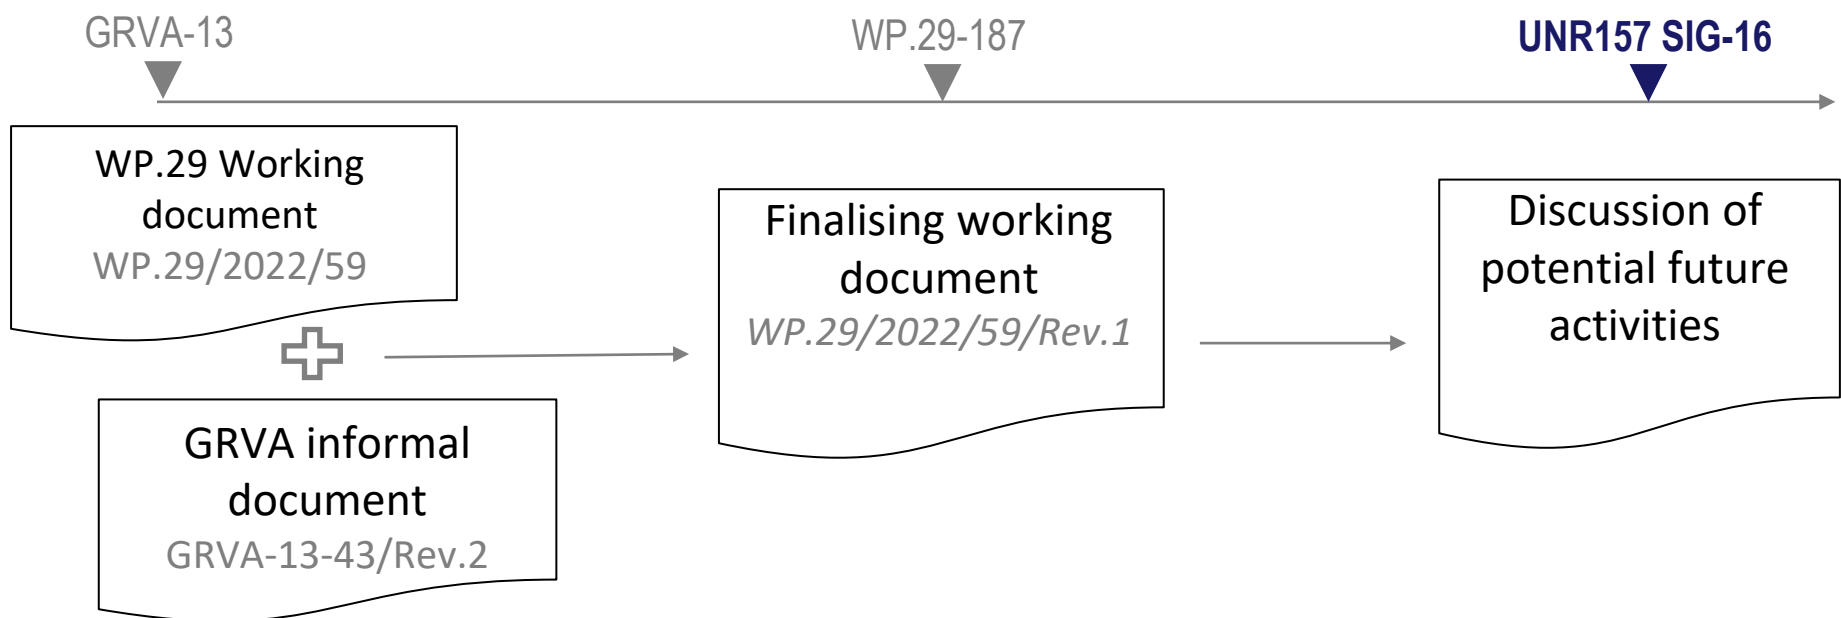 GRVA-13
WP.29-187
UNR157 SIG-16
WP.29 Working
document
WP.29/2022/59
GRVA informal
document
GRVA-13-43/Rev.2
Finalising working
document
WP.29/2022/59/Rev.1
Discussion of
potential future
activities